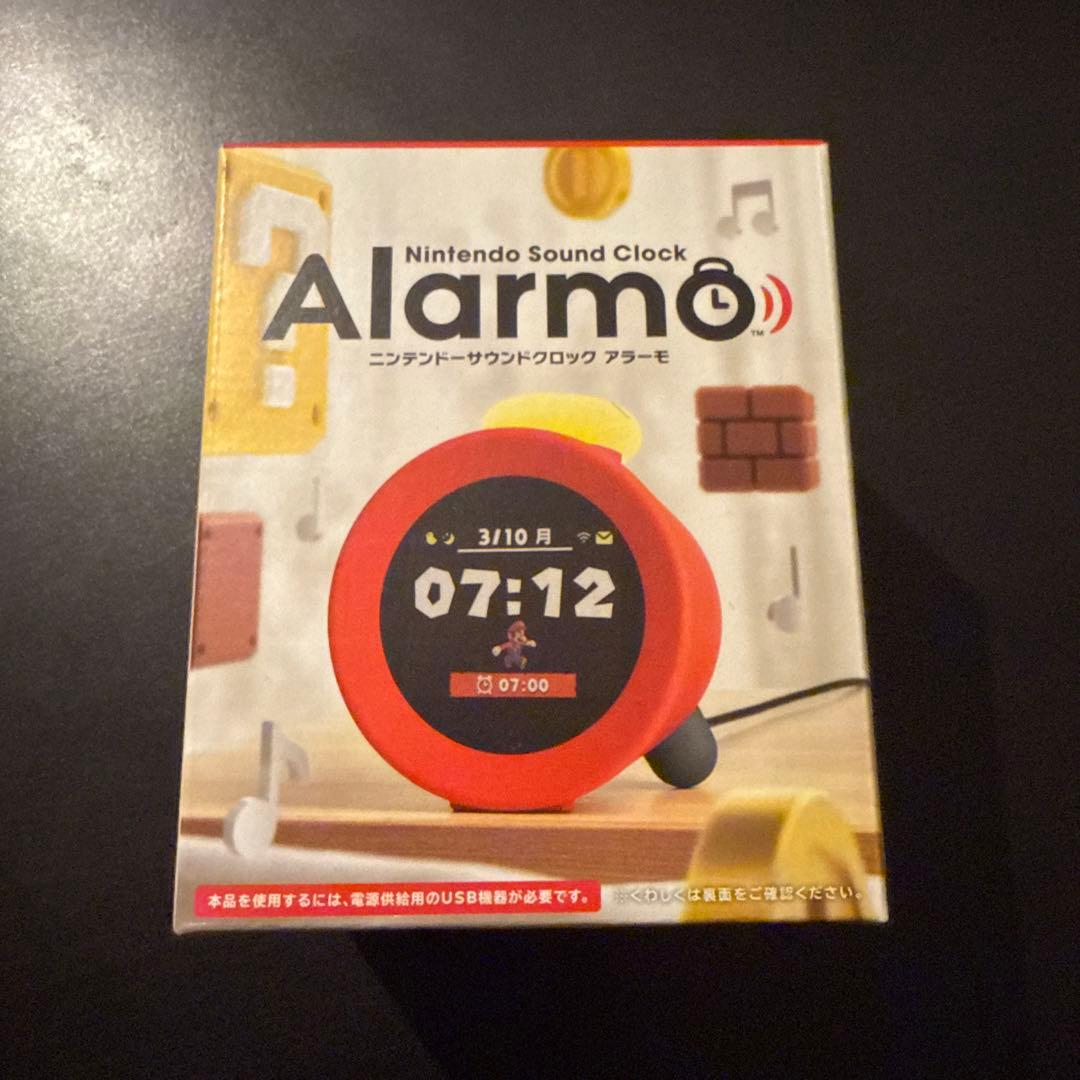 Nintendo Sound Clock
Alarmo™
ニンテンドーサウンドクロック アラーモ
3/10 月
07:12
07:00
本品を使用するには、電源供給用のUSB機器が必要です。
※くわしくは裏面をご確認ください。